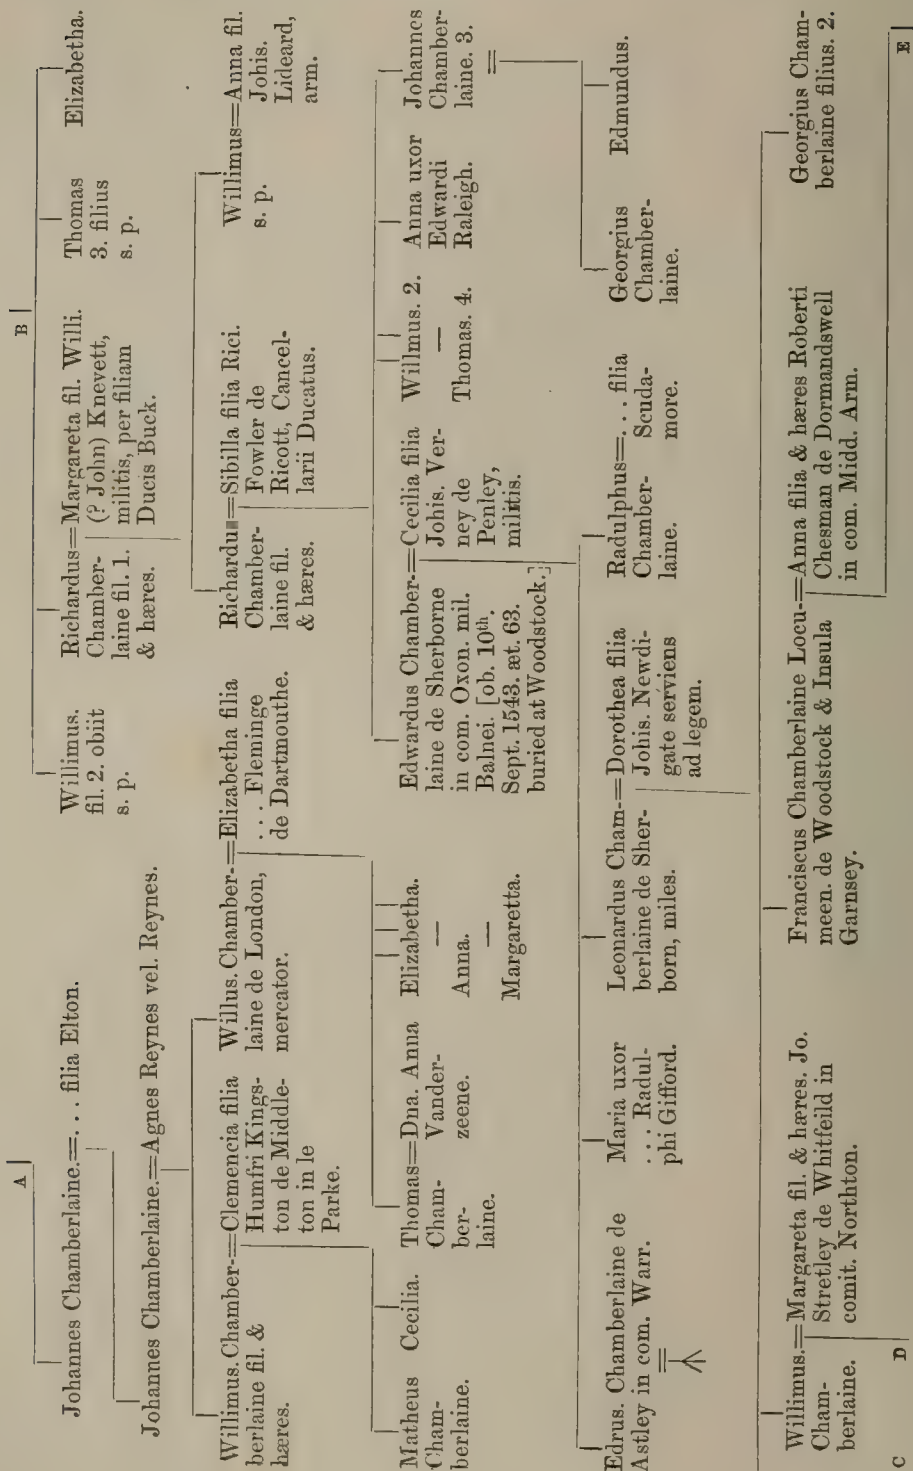 A
B
Johannes Chamberlaine.=... filia Elton.
Willimus.
fil. 2. obiit
s. p.
Richardus=Margareta fil. Willi.
Chamber- (? John) Knevett,
laine fil. 1. militis, per filiam
& hæres. Ducis Buck.
Thomas
3. filius
s. p.
Elizabetha.
Johannes Chamberlaine.=Agnes Reynes vel. Reynes.
Willimus. Chamber-=Clemencia filia
berlaine fil. & Humfri Kings-
hæres. ton de Middle-
ton in le
Parke.
Willus. Chamber-=Elizabetha filia
laine de London, ... Fleminge
mercator. de Dartmouthe.
Richardus=Sibilla filia Rici.
Chamber- Fowler de
laine fil. Ricott, Cancel-
& hæres. larii Ducatus.
Willimus=Anna fil.
s. p. Johis.
Lideard,
arm.
Matheus
Cham-
berlaine.
Cecilia.
Thomas=Dna. Anna
Cham- Vander-
ber- zeene.
laine.
Elizabetha.
—
Anna.
—
Margaretta.
Edwardus Chamber-=Cecilia filia
laine de Sherborne Johis. Ver-
in com. Oxon. mil. ney de
Balnei. [ob. 10th. Penley,
Sept. 1543. æt. 63. militis.
buried at Woodstock.]
Willmus. 2.
—
Thomas. 4.
Anna uxor
Edwardi
Raleigh.
Johannes
Chamber-
laine. 3.
=
Edrus. Chamberlaine de
Astley in com. Warr.
=
Maria uxor
... Radul-
phi Gifford.
Leonardus Cham-=Dorothea filia
berlaine de Sher- Johis. Newdi-
born, miles. gate serviens
ad legem.
Radulphus=... filia
Chamber- Scuda-
laine. more.
Georgius
Chamber-
laine.
Edmundus.
Willimus.=Margareta fil. & hæres. Jo.
Cham- Stretley de Whitfeild in
berlaine. comit. Northton.
Franciscus Chamberlaine Locu-=Anna filia & hæres Roberti
meen. de Woodstock & Insula Chesman de Dormandswell
Garnsey. in com. Midd. Arm.
Georgius Cham-
berlaine filius. 2.
C
D
E